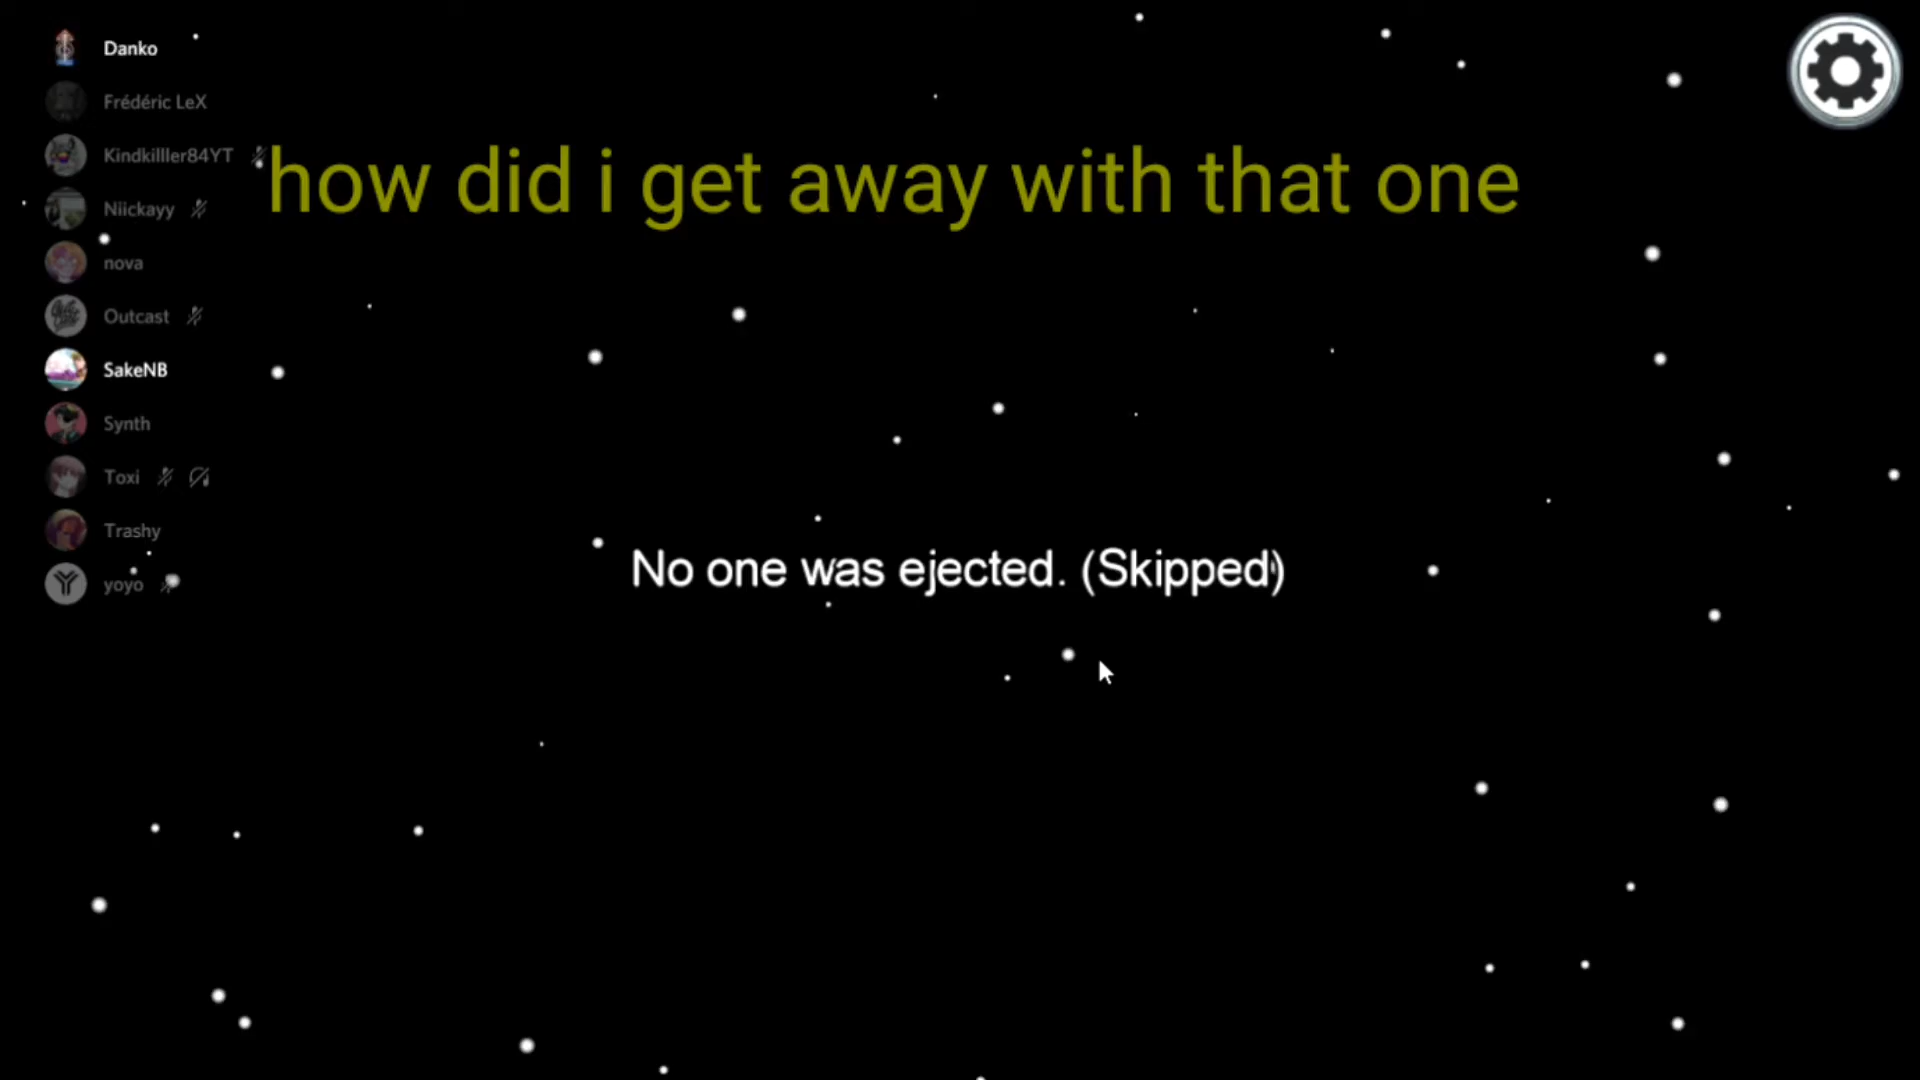 Danko
Frédéric LeX
Kindkilller84YT
how did i get away with that one
Niickayy
nova
Outcast
SakeNB
Synth
Toxi
Trashy
No one was ejected. (Skipped)
yoyo